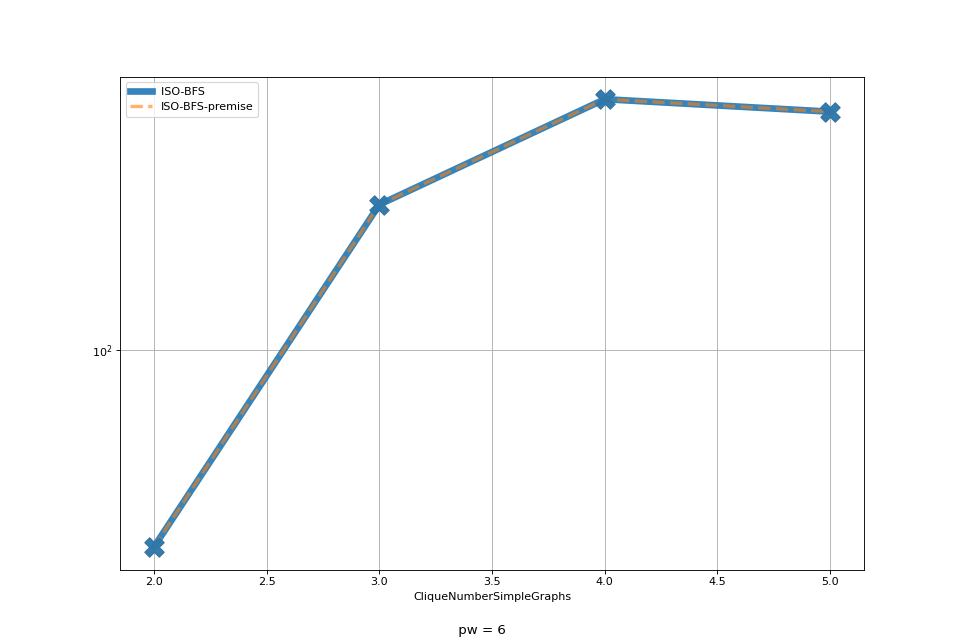 ISO-BFS
ISO-BFS-premise
10²
2.0 2.5 3.0 3.5 4.0 4.5 5.0
CliqueNumberSimpleGraphs
pw = 6